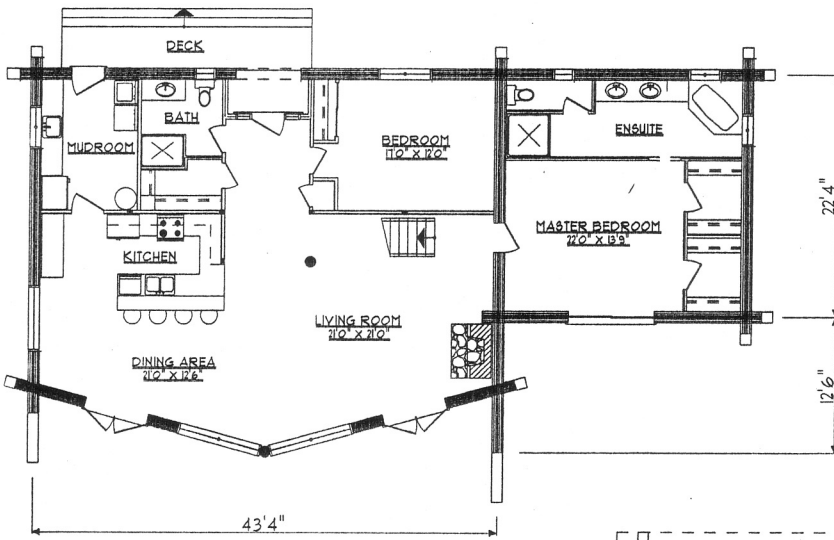 DECK
BATH
MUDROOM
BEDROOM
11'0" X 12'0"
ENSUITE
MASTER BEDROOM
22'0" X 13'9"
KITCHEN
LIVING ROOM
21'0" X 21'0"
DINING AREA
21'0" X 12'6"
22'4"
12'6"
43'4"